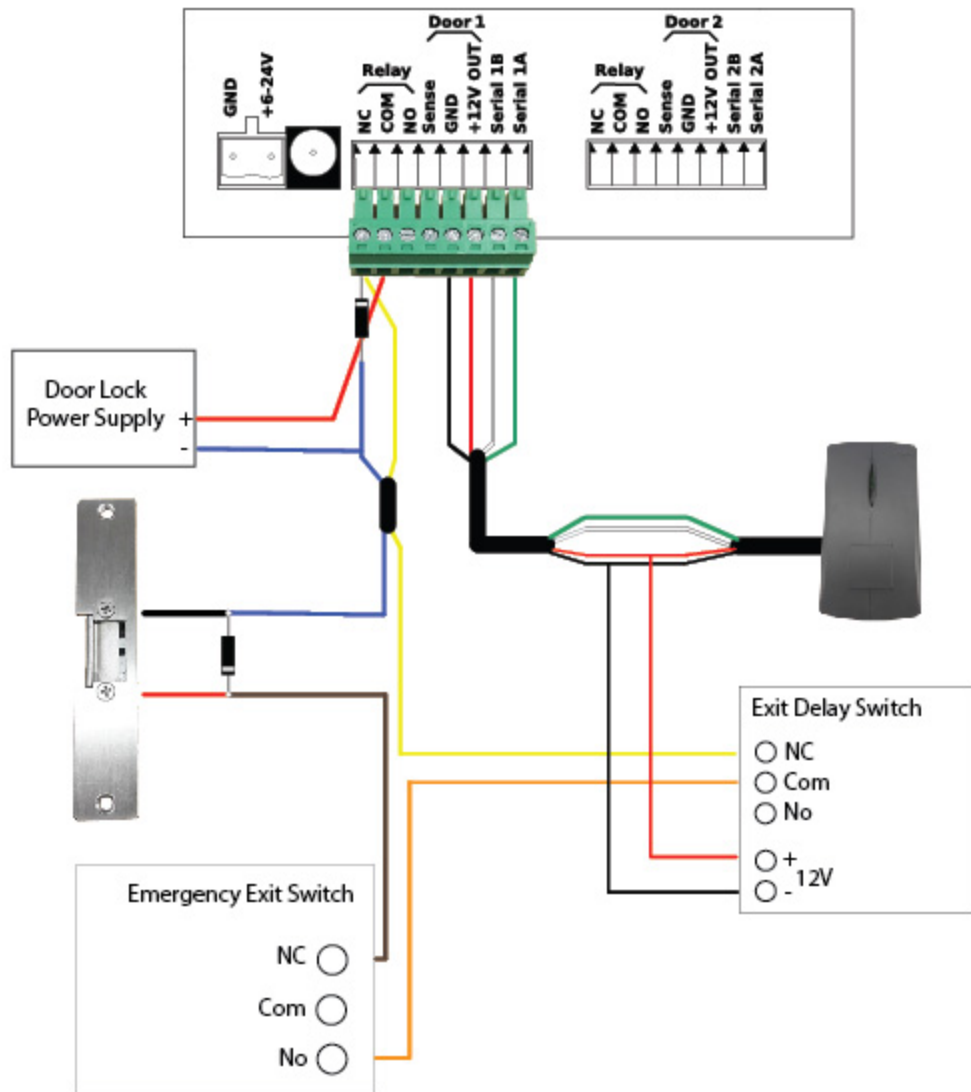 Door 1
Door 2
Relay
Relay
GND
+6-24V
NC
COM
NO
Sense
GND
+12V OUT
Serial 1B
Serial 1A
NC
COM
NO
Sense
GND
+12V OUT
Serial 2B
Serial 2A
Door Lock
Power Supply
+
-
Exit Delay Switch
NC
Com
No
+
12V
-
Emergency Exit Switch
NC
Com
No